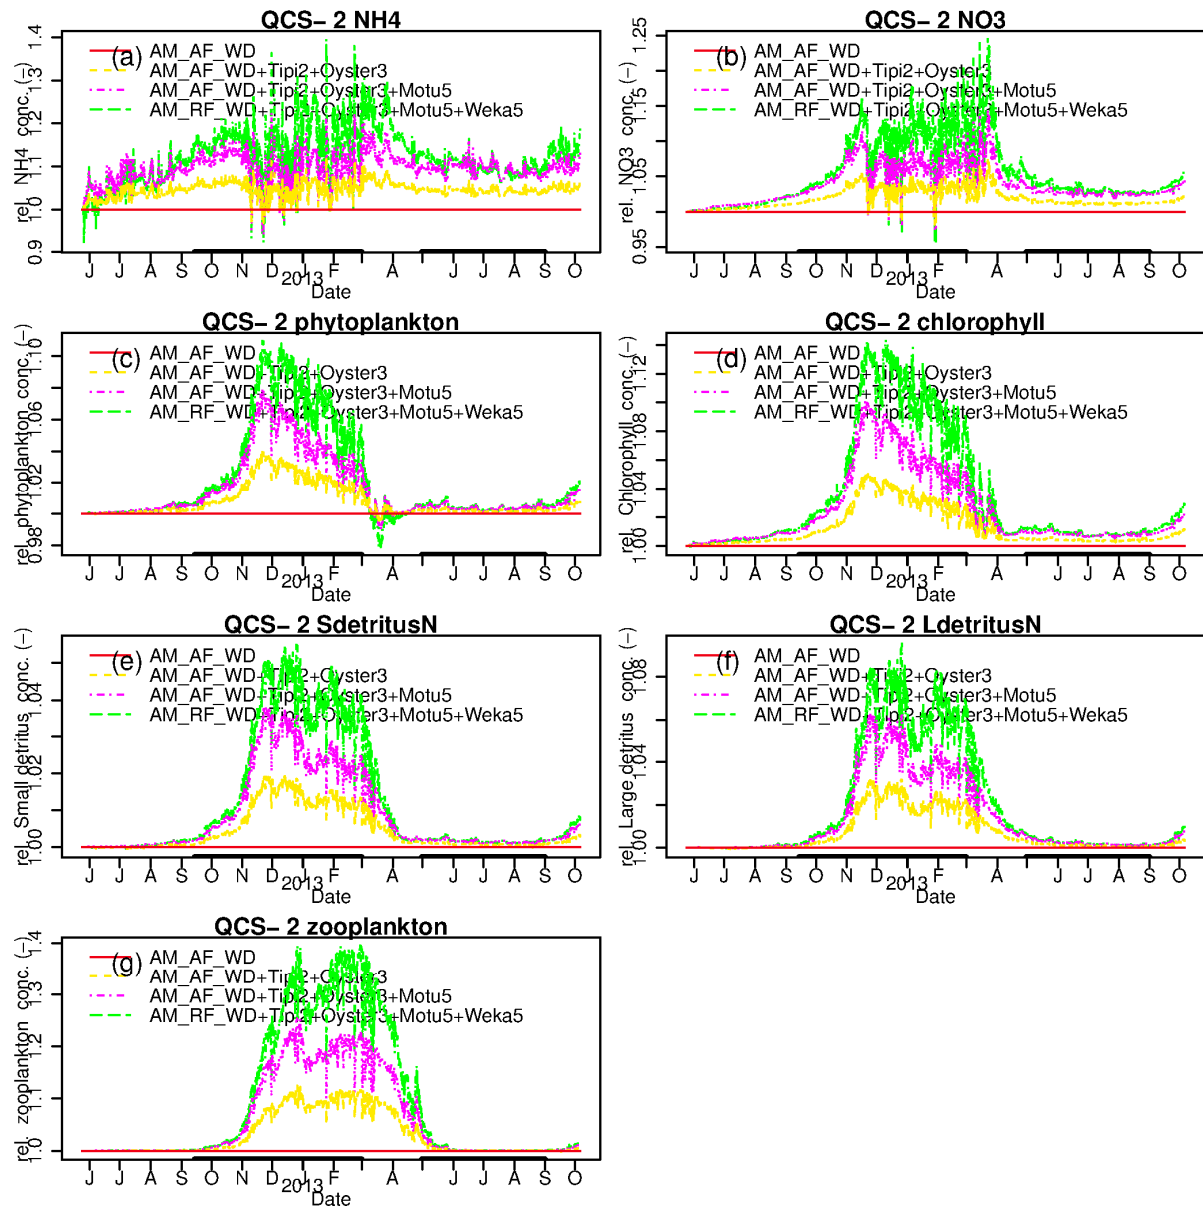 QCS− 2 NH4
(a)
AM_AF_WD
AM_AF_WD+Tipi2+Oyster3
AM_AF_WD+Tipi2+Oyster3+Motu5
AM_RF_WD+Tipi2+Oyster3+Motu5+Weka5
rel. NH4 conc. (−)
0.9 1.0 1.1 1.2 1.3 1.4
J J A S O N D F A J J A S O
2013
Date
QCS− 2 NO3
(b)
AM_AF_WD
AM_AF_WD+Tipi2+Oyster3
AM_AF_WD+Tipi2+Oyster3+Motu5
AM_RF_WD+Tipi2+Oyster3+Motu5+Weka5
rel. NO3 conc. (−)
0.95 1.05 1.15 1.25
J J A S O N D F A J J A S O
2013
Date
QCS− 2 phytoplankton
(c)
AM_AF_WD
AM_AF_WD+Tipi2+Oyster3
AM_AF_WD+Tipi2+Oyster3+Motu5
AM_RF_WD+Tipi2+Oyster3+Motu5+Weka5
rel. phytoplankton conc. (−)
0.98 1.02 1.06 1.10
J J A S O N D F A J J A S O
2013
Date
QCS− 2 chlorophyll
(d)
AM_AF_WD
AM_AF_WD+Tipi2+Oyster3
AM_AF_WD+Tipi2+Oyster3+Motu5
AM_RF_WD+Tipi2+Oyster3+Motu5+Weka5
rel. Chlorophyll conc. (−)
1.00 1.04 1.08 1.12
J J A S O N D F A J J A S O
2013
Date
QCS− 2 SdetritusN
(e)
AM_AF_WD
AM_AF_WD+Tipi2+Oyster3
AM_AF_WD+Tipi2+Oyster3+Motu5
AM_RF_WD+Tipi2+Oyster3+Motu5+Weka5
rel. Small detritus conc. (−)
1.00 1.02 1.04
J J A S O N D F A J J A S O
2013
Date
QCS− 2 LdetritusN
(f)
AM_AF_WD
AM_AF_WD+Tipi2+Oyster3
AM_AF_WD+Tipi2+Oyster3+Motu5
AM_RF_WD+Tipi2+Oyster3+Motu5+Weka5
rel. Large detritus conc. (−)
1.00 1.04 1.08
J J A S O N D F A J J A S O
2013
Date
QCS− 2 zooplankton
(g)
AM_AF_WD
AM_AF_WD+Tipi2+Oyster3
AM_AF_WD+Tipi2+Oyster3+Motu5
AM_RF_WD+Tipi2+Oyster3+Motu5+Weka5
rel. zooplankton conc. (−)
1.0 1.1 1.2 1.3 1.4
J J A S O N D F A J J A S O
2013
Date